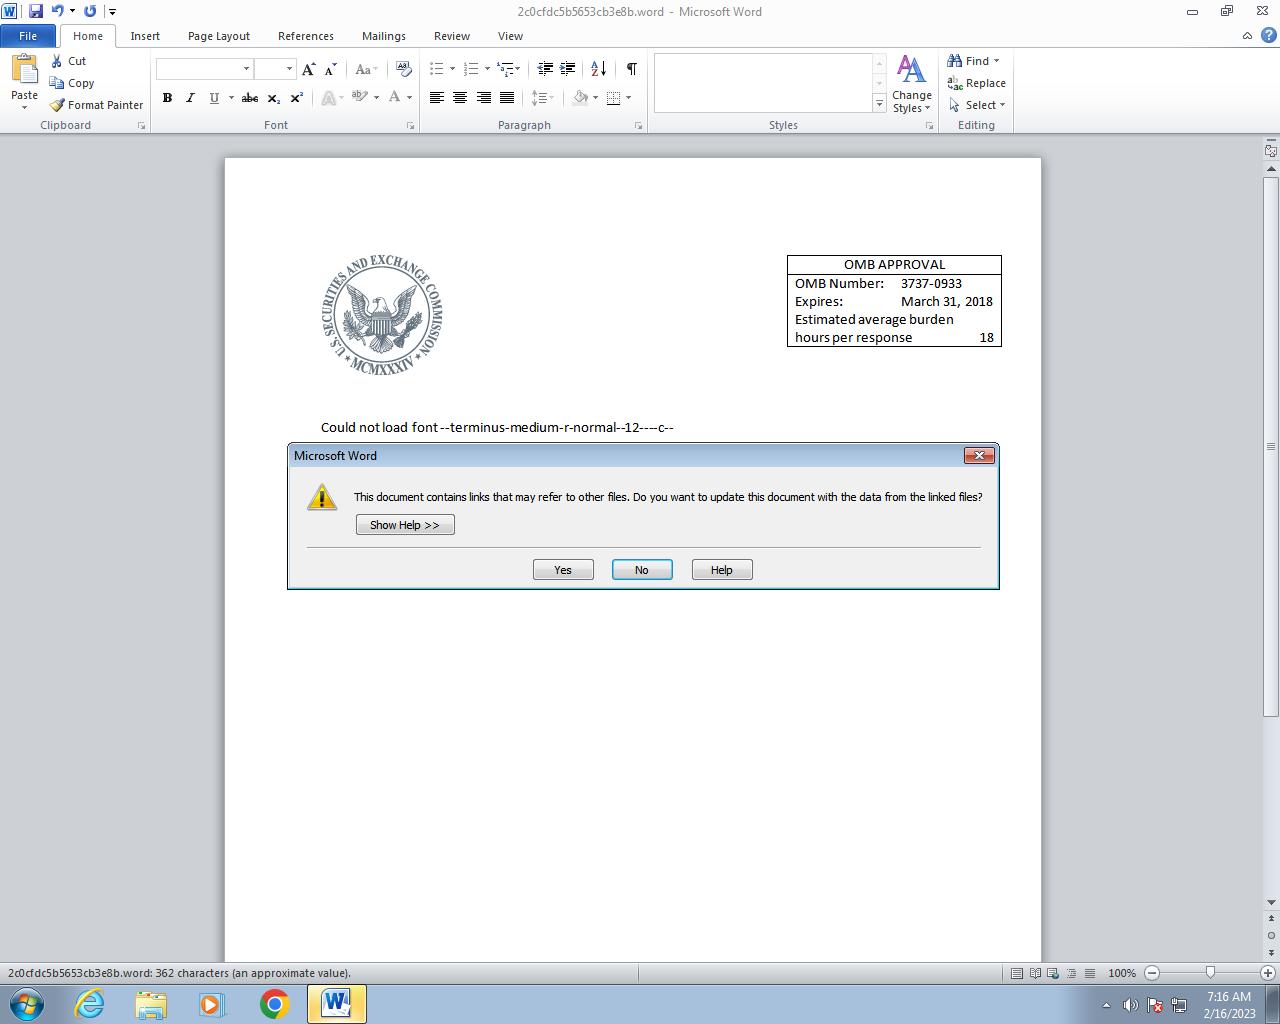 2c0cfdc5b5653cb3e8b.word - Microsoft Word
File Home Insert Page Layout References Mailings Review View
Paste
Cut
Copy
Format Painter
Change Styles
Find
Replace
Select
Clipboard Font Paragraph Styles Editing
U.S. SECURITIES AND EXCHANGE COMMISSION
MCMXXXIV
OMB APPROVAL
OMB Number: 3737-0933
Expires: March 31, 2018
Estimated average burden
hours per response 18
Could not load font --terminus-medium-r-normal--12----c--
Microsoft Word
This document contains links that may refer to other files. Do you want to update this document with the data from the linked files?
Show Help >>
Yes No Help
2c0cfdc5b5653cb3e8b.word: 362 characters (an approximate value).
100%
7:16 AM
2/16/2023